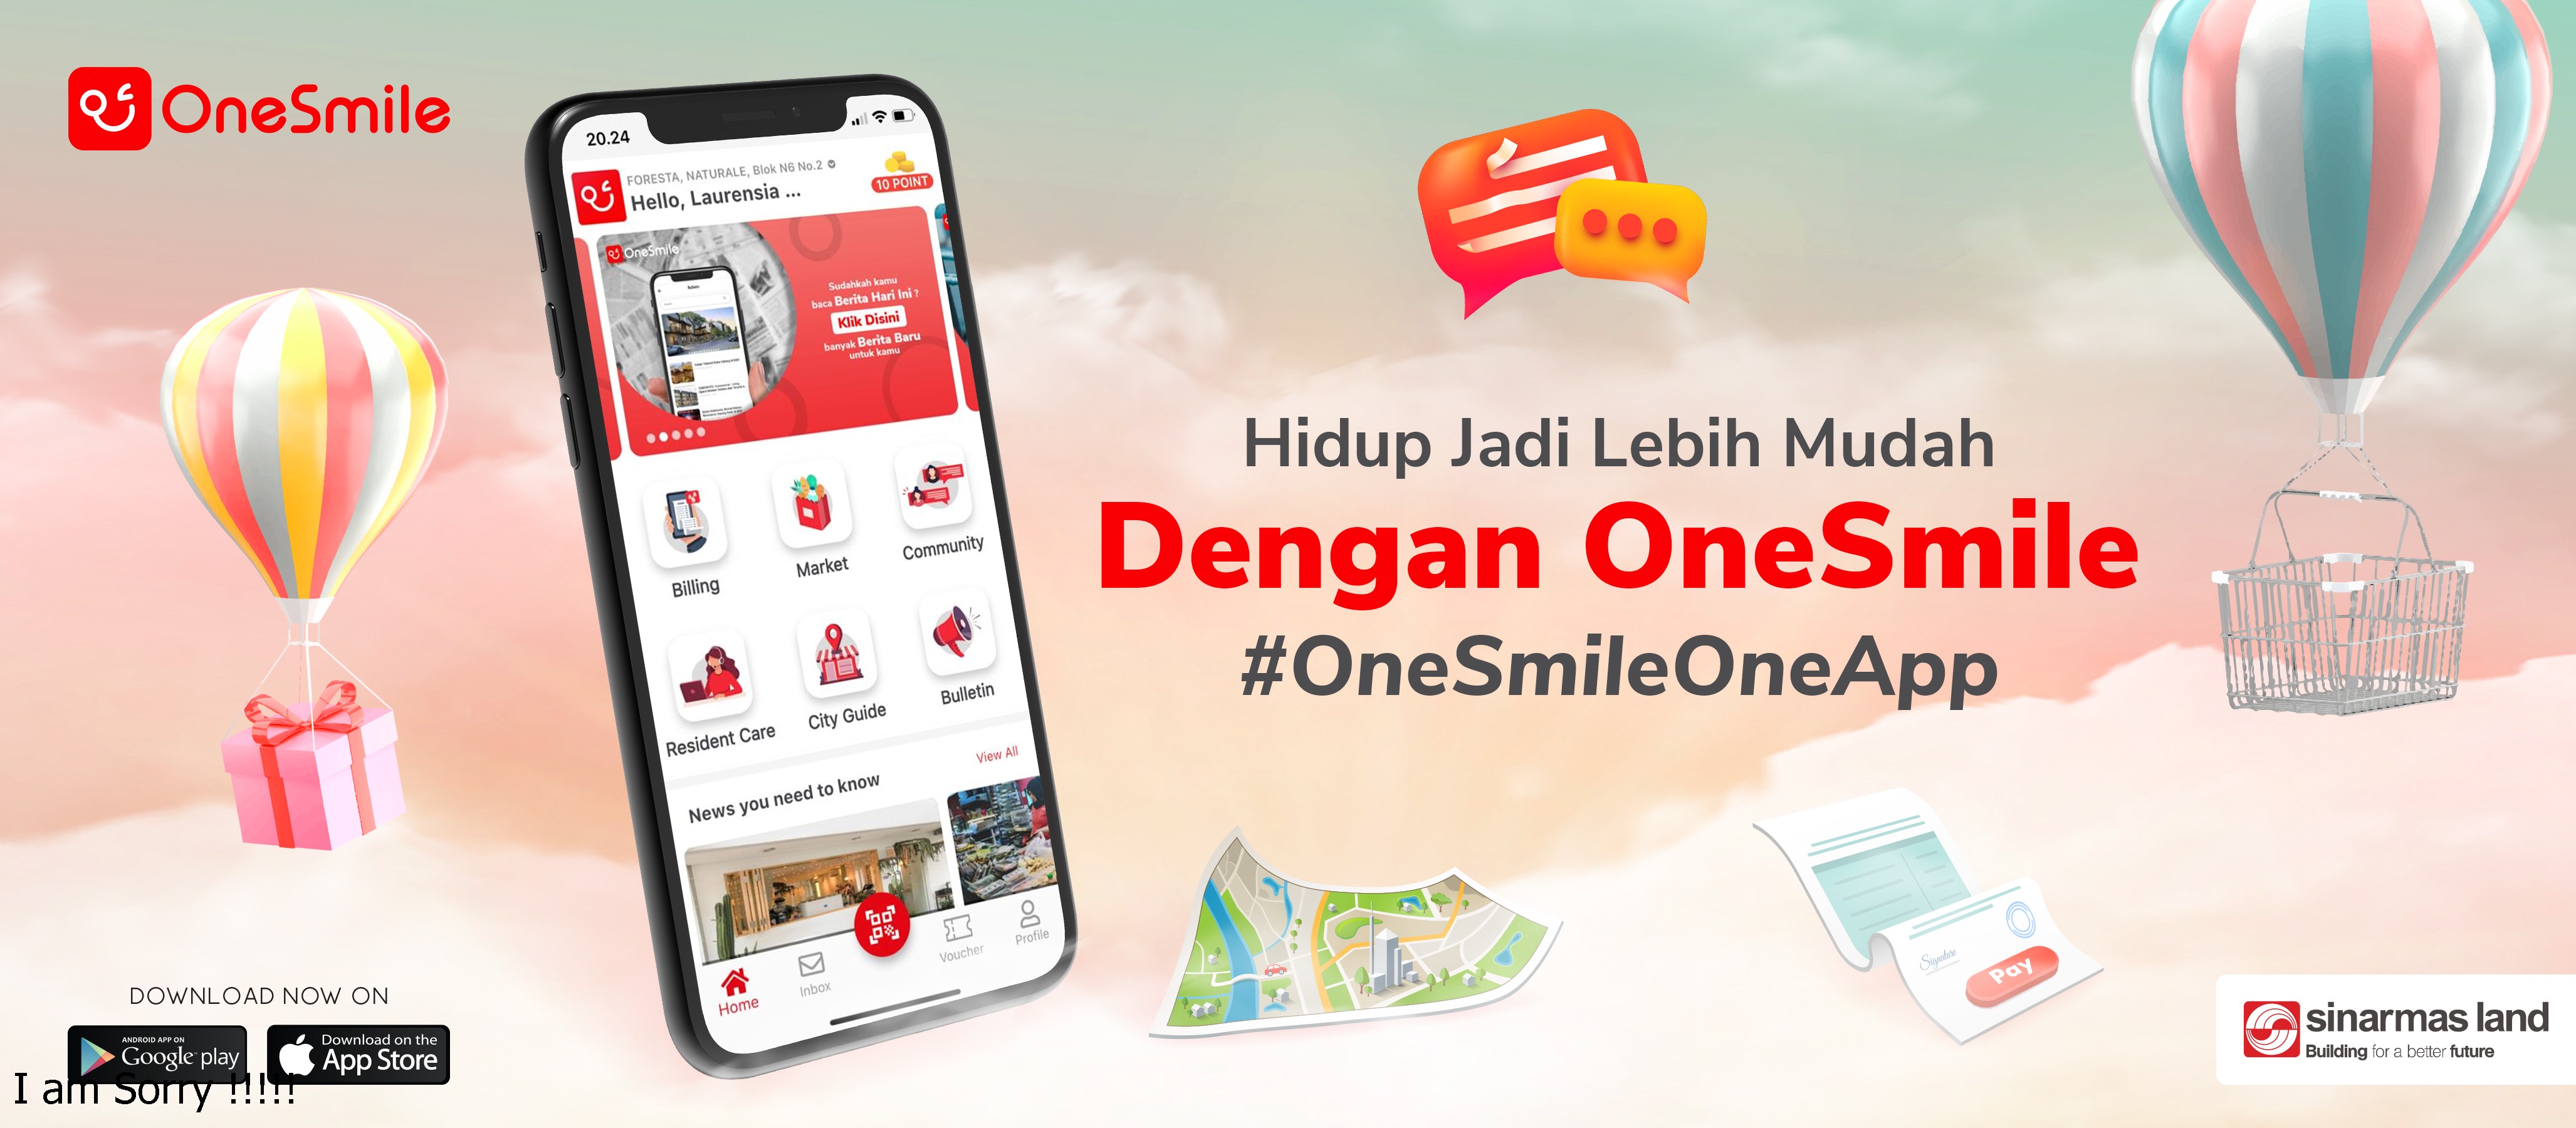 OneSmile
20.24
FORESTA, NATURALE, Blok N6 No.2
Hello, Laurensia ...
10 POINT
OneSmile
Sudahkah kamu
baca Berita Hari Ini ?
Klik Disini
banyak Berita Baru
untuk kamu
Billing
Market
Community
Resident Care
City Guide
Bulletin
News you need to know
View All
Home
Inbox
Voucher
Profile
Hidup Jadi Lebih Mudah
Dengan OneSmile
#OneSmileOneApp
Signature
Pay
DOWNLOAD NOW ON
ANDROID APP ON
Google play
Download on the
App Store
I am Sorry !!!!!
sinarmas land
Building for a better future